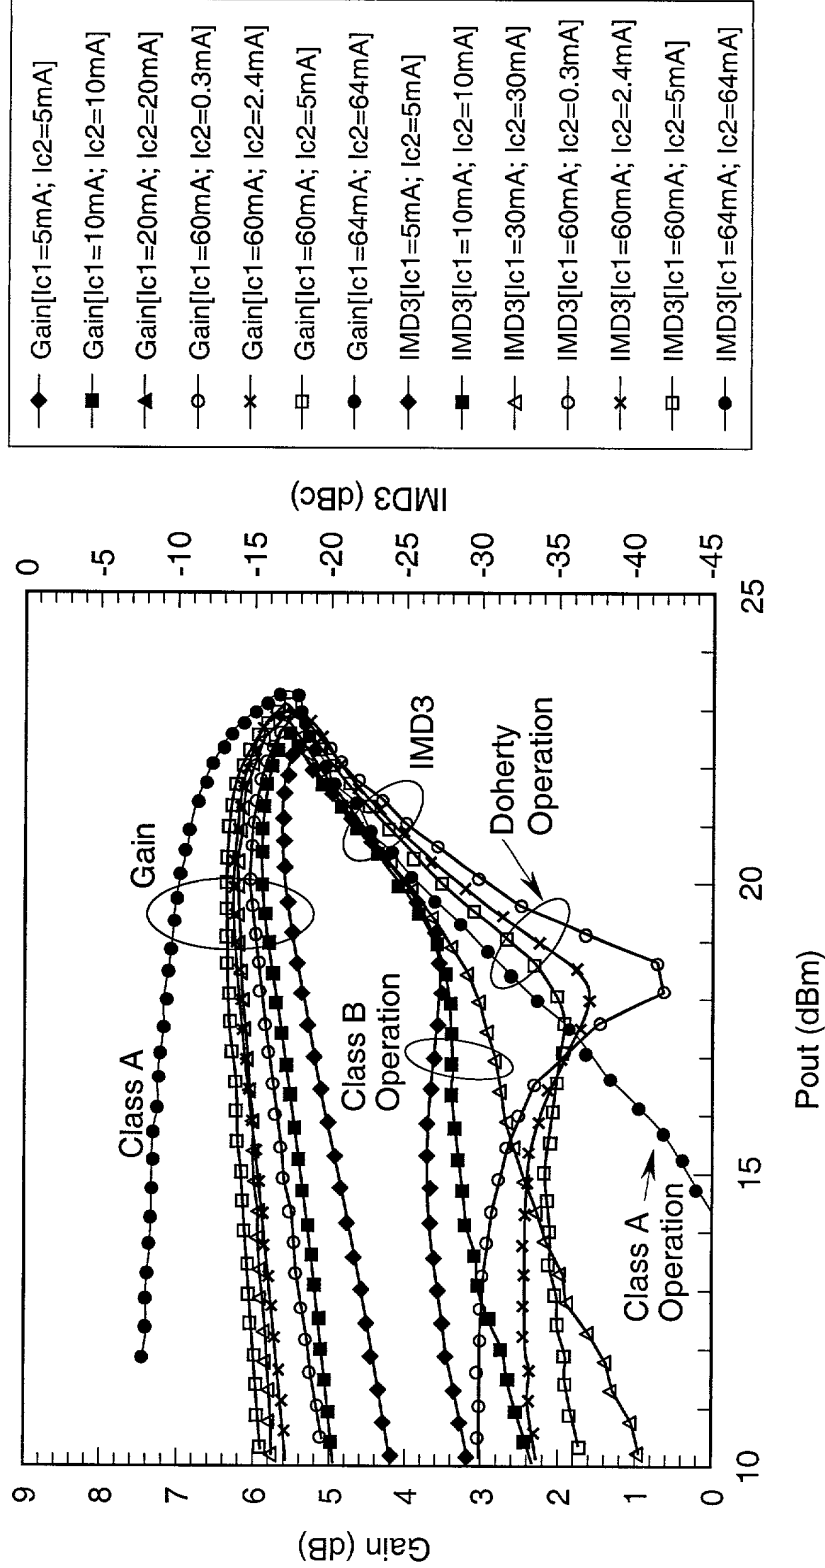 Gain (dB)
9
8
7
6
5
4
3
2
1
0
10
15
20
25
Pout (dBm)
0
-5
-10
-15
-20
-25
-30
-35
-40
-45
IMD3 (dBc)
Class A
Gain
IMD3
Class B
Operation
Doherty
Operation
Class A
Operation
Gain[Ic1=5mA; Ic2=5mA]
Gain[Ic1=10mA; Ic2=10mA]
Gain[Ic1=20mA; Ic2=20mA]
Gain[Ic1=60mA; Ic2=0.3mA]
Gain[Ic1=60mA; Ic2=2.4mA]
Gain[Ic1=60mA; Ic2=5mA]
Gain[Ic1=64mA; Ic2=64mA]
IMD3[Ic1=5mA; Ic2=5mA]
IMD3[Ic1=10mA; Ic2=10mA]
IMD3[Ic1=30mA; Ic2=30mA]
IMD3[Ic1=60mA; Ic2=0.3mA]
IMD3[Ic1=60mA; Ic2=2.4mA]
IMD3[Ic1=60mA; Ic2=5mA]
IMD3[Ic1=64mA; Ic2=64mA]